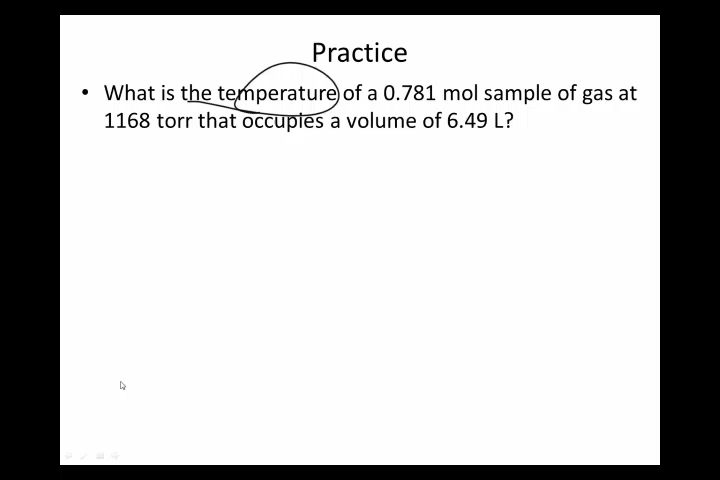 Practice
• What is the temperature of a 0.781 mol sample of gas at
1168 torr that occupies a volume of 6.49 L?